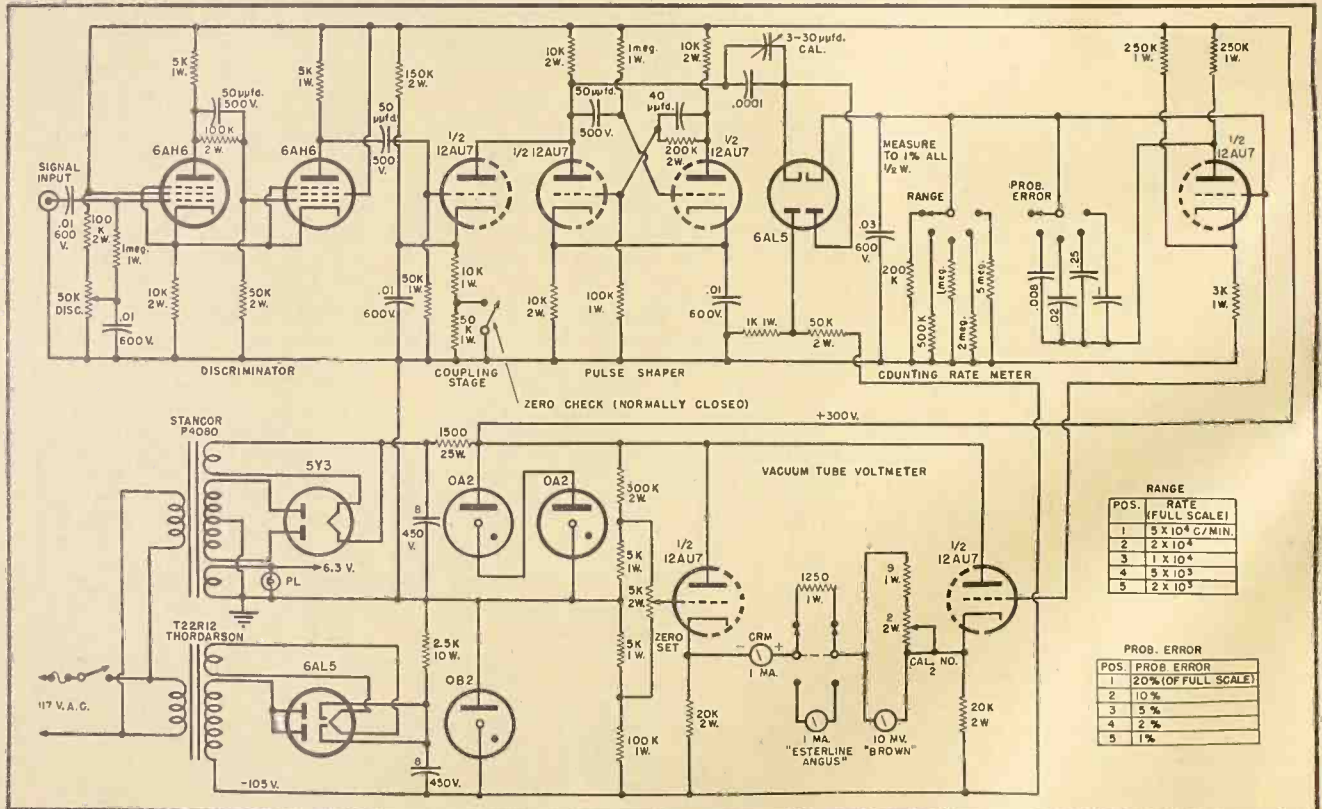 5K
1W.
50μμfd.
500V.
100K
2W.
6AH6
SIGNAL
INPUT
.01
600
V.
100
K
2W.
1meg.
1W.
50K
DISC.
.01
600V.
10K
2W.
5K
1W.
6AH6
50K
2W.
50
μμfd.
500
V.
150K
2W.
1/2
12AU7
.01
600V.
50K
1W.
10K
1W.
50
K
1W.
DISCRIMINATOR
COUPLING
STAGE
ZERO CHECK (NORMALLY CLOSED)
10K
2W.
1meg.
1W.
10K
2W.
50μμfd.
500V.
40
μμfd.
200K
2W.
1/2 12AU7
1/2
12AU7
10K
2W.
100K
1W.
.01
600V.
PULSE SHAPER
3-30μμfd.
CAL.
.0001
6AL5
1K 1W.
50K
2W.
.03
600
V.
MEASURE
TO 1% ALL
1/2 W.
RANGE
200
K
500K
1meg.
2meg.
5meg.
PROB.
ERROR
.008
.02
.25
.1
250K
1W.
250K
1W.
1/2
12AU7
3K
1W.
COUNTING RATE METER
+300V.
STANCOR
P4080
5Y3
6.3 V.
PL
1500
25W.
8
450
V.
OA2
OA2
T22R12
THORDARSON
6AL5
117 V. A.C.
-105V.
2.5K
10W.
8
450V.
OB2
300K
2W.
5K
1W.
5K
2W.
5K
1W.
100K
1W.
ZERO
SET
1/2
12AU7
20K
2W.
VACUUM TUBE VOLTMETER
CRM
- +
1 MA.
1250
1W.
1 MA.
"ESTERLINE
ANGUS"
10 MV.
"BROWN"
9
1W.
2
2W.
CAL. NO.
2
1/2
12AU7
20K
2W
RANGE
POS. RATE (FULL SCALE)
1 5 X 10⁴ C/MIN.
2 2 X 10⁴
3 1 X 10⁴
4 5 X 10³
5 2 X 10³
PROB. ERROR
POS. PROB. ERROR
1 20% (OF FULL SCALE)
2 10 %
3 5 %
4 2 %
5 1%